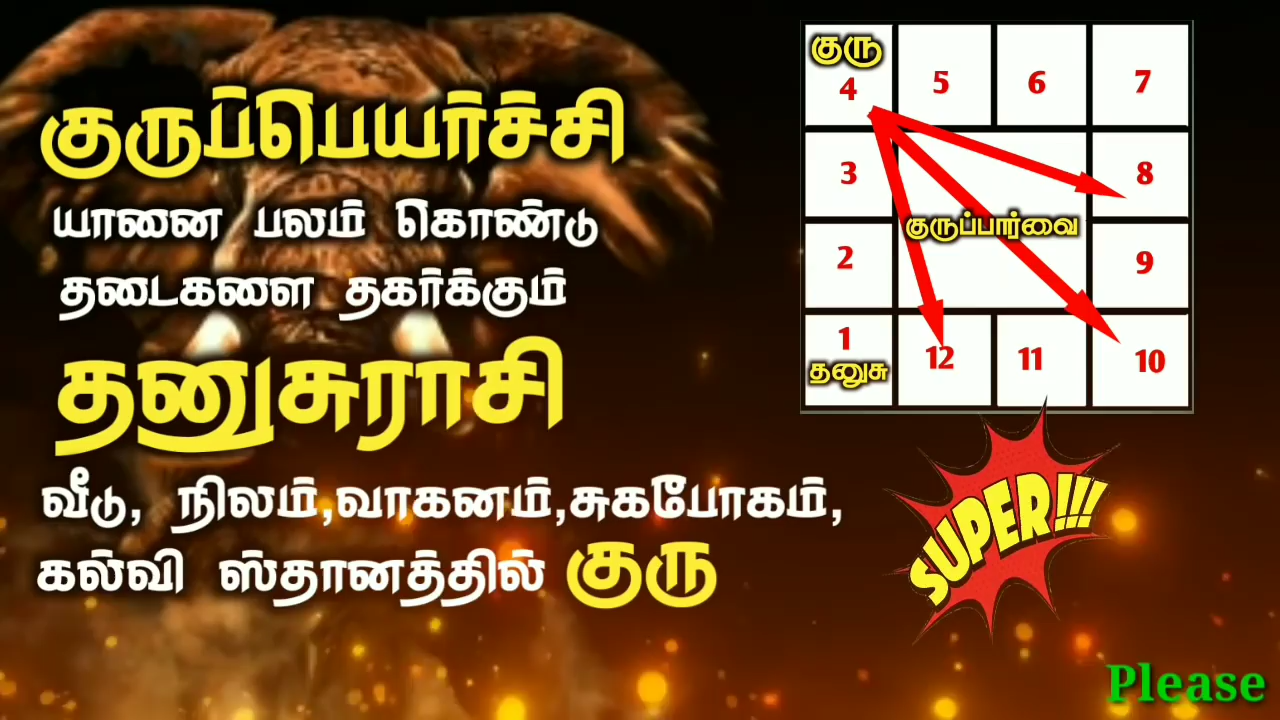 குருப்பெயர்ச்சி
யானை பலம் கொண்டு
தடைகளை தகர்க்கும்
தனுசுராசி
வீடு, நிலம்,வாகனம்,சுகபோகம்,
கல்வி ஸ்தானத்தில் குரு
குரு
4 5 6 7
3 8
குருப்பார்வை
2 9
1 12 11 10
தனுசு
SUPER!!!
Please